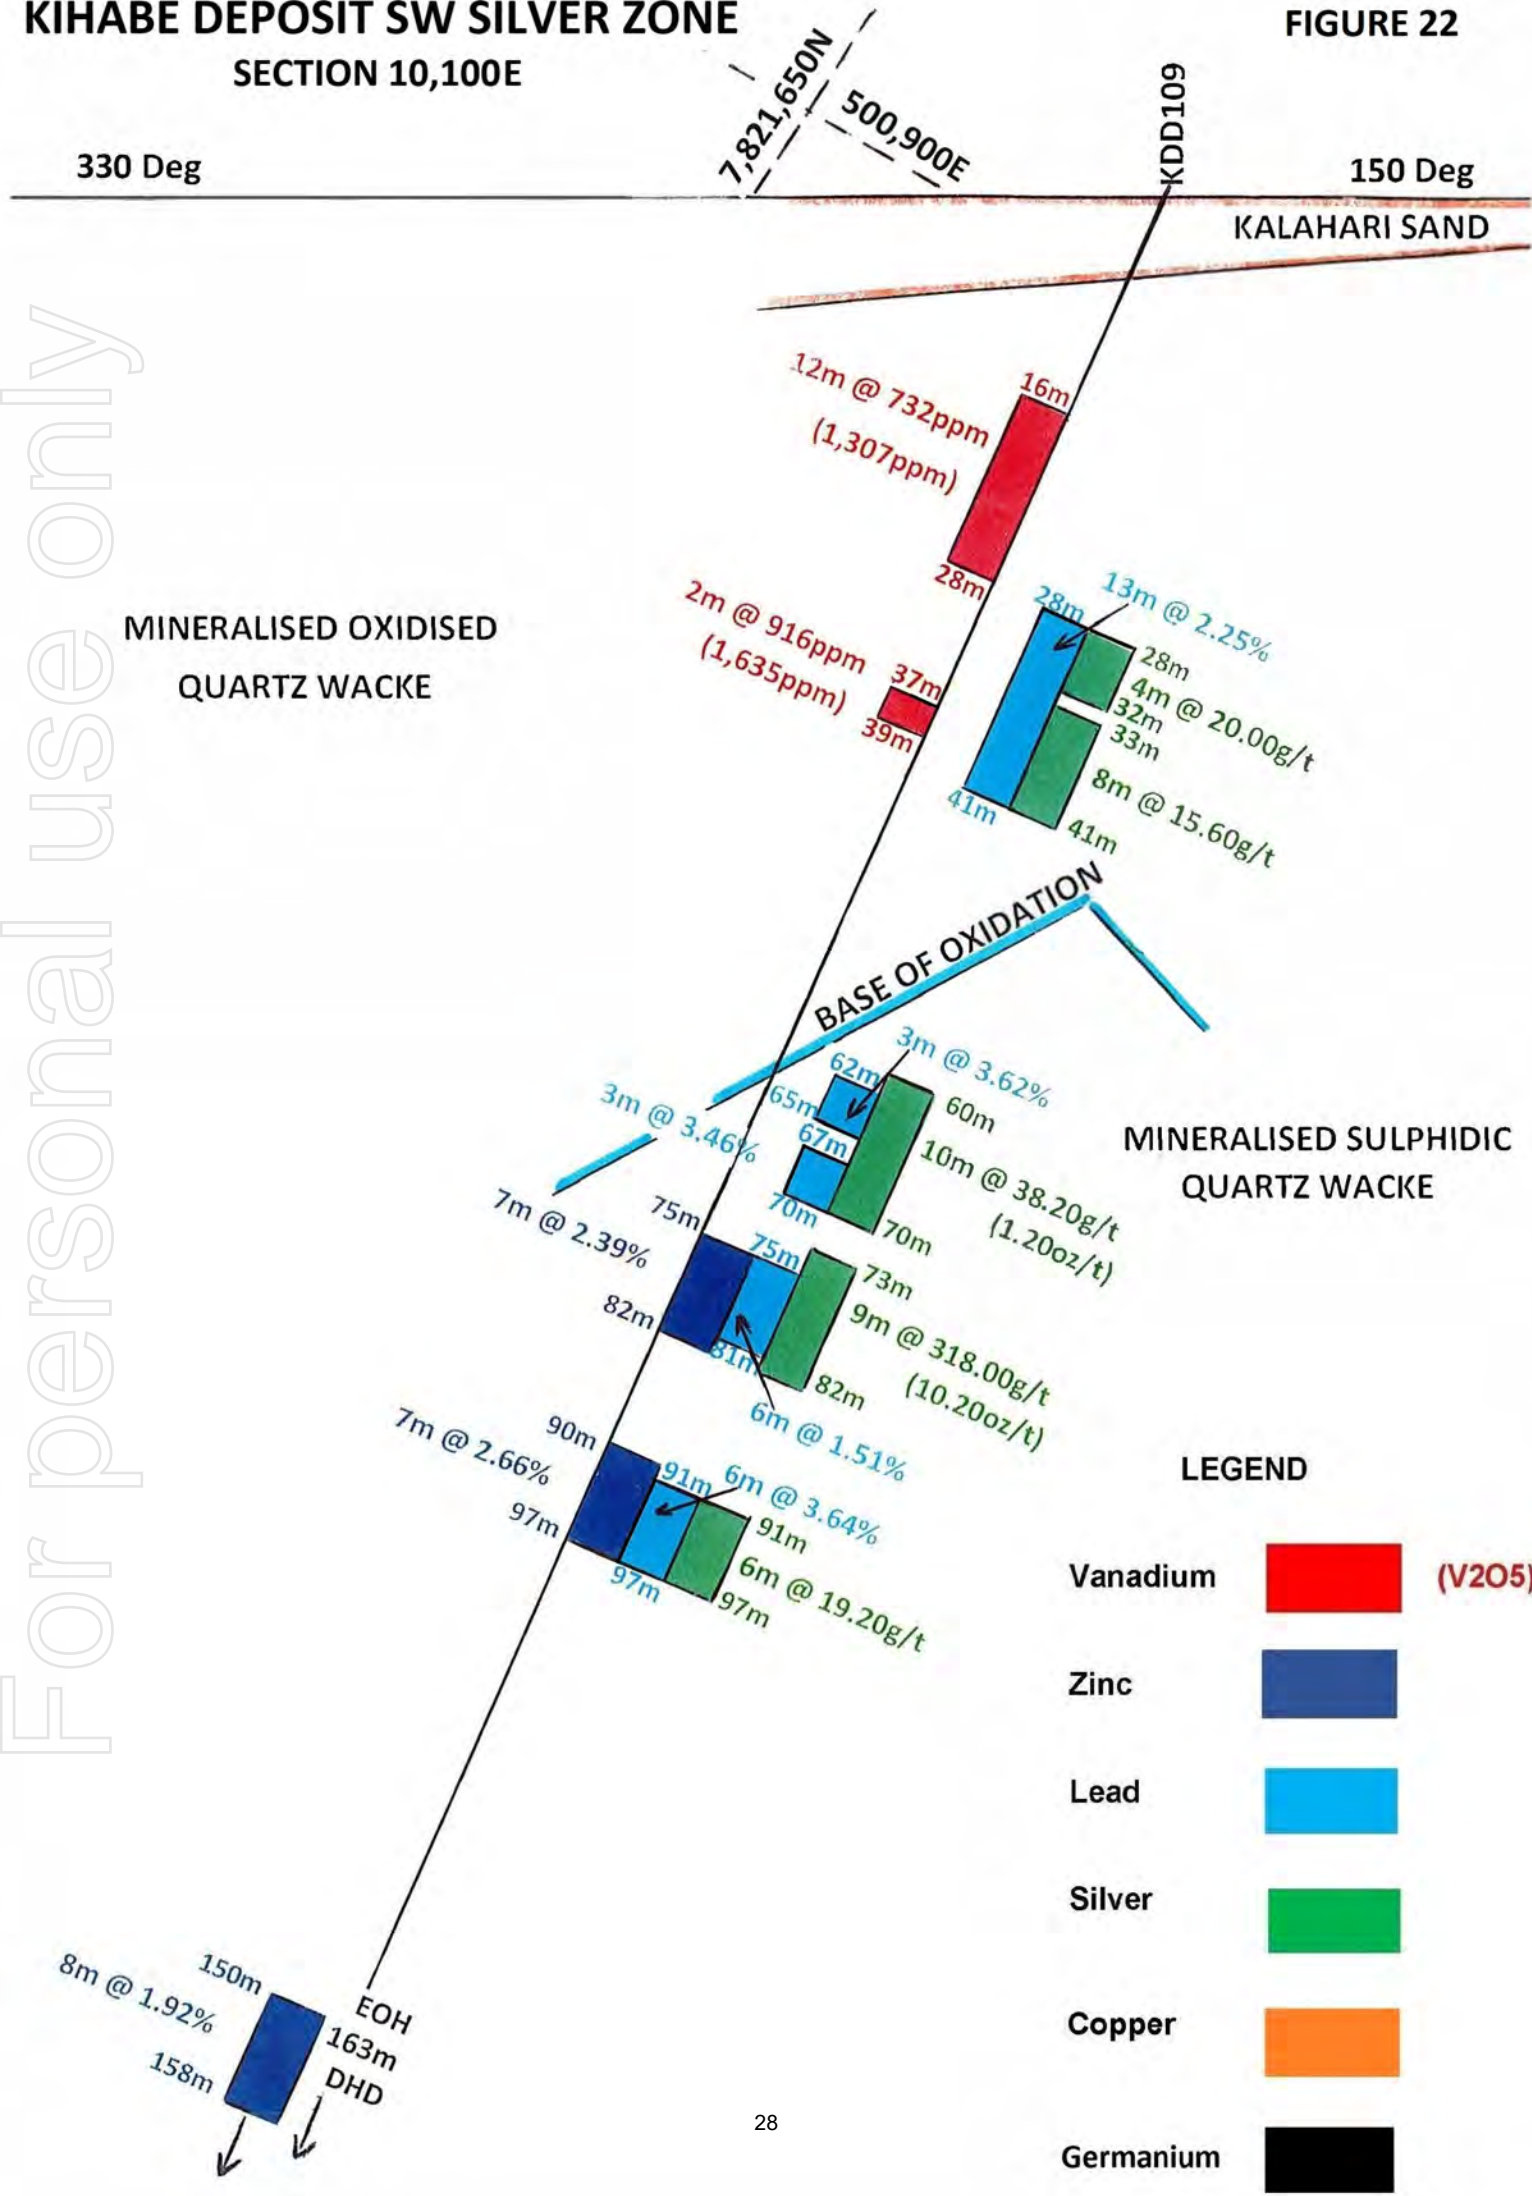 KIHABE DEPOSIT SW SILVER ZONE
SECTION 10,100E
FIGURE 22
7,821,650N
500,900E
KDD109
330 Deg
150 Deg
KALAHARI SAND
For personal use only
12m @ 732ppm
(1,307ppm)
16m
28m
2m @ 916ppm
(1,635ppm)
37m
39m
MINERALISED OXIDISED
QUARTZ WACKE
28m
13m @ 2.25%
28m
4m @ 20.00g/t
32m
33m
8m @ 15.60g/t
41m
41m
BASE OF OXIDATION
3m @ 3.62%
62m
65m
3m @ 3.46%
67m
70m
60m
10m @ 38.20g/t
(1.20oz/t)
70m
MINERALISED SULPHIDIC
QUARTZ WACKE
75m
7m @ 2.39%
82m
75m
81m
73m
9m @ 318.00g/t
(10.20oz/t)
82m
6m @ 1.51%
90m
7m @ 2.66%
97m
91m
6m @ 3.64%
97m
91m
6m @ 19.20g/t
97m
150m
8m @ 1.92%
158m
EOH
163m
DHD
LEGEND
Vanadium
(V2O5)
Zinc
Lead
Silver
Copper
Germanium
28